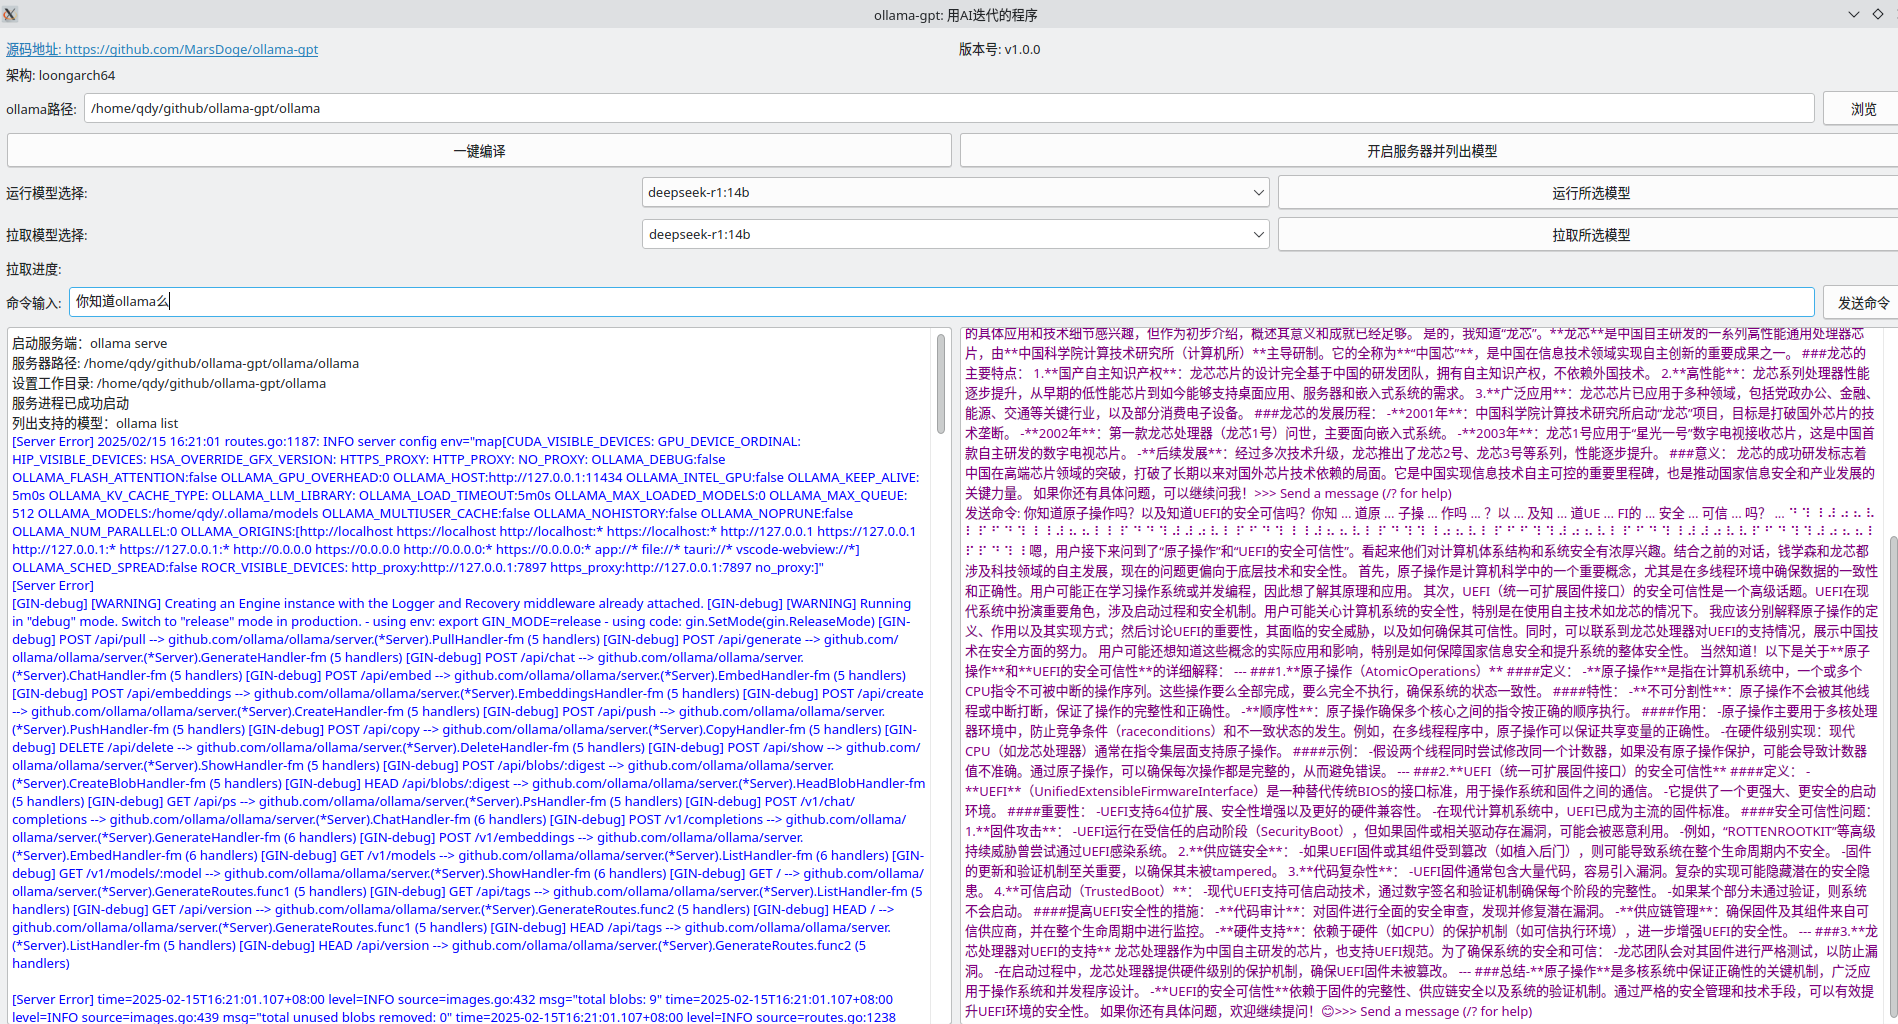 ollama-gpt: 用AI迭代的程序
源码地址: https://github.com/MarsDoge/ollama-gpt
版本号: v1.0.0
架构: loongarch64
ollama路径:
/home/qdy/github/ollama-gpt/ollama
浏览
一键编译
开启服务器并列出模型
运行模型选择:
deepseek-r1:14b
运行所选模型
拉取模型选择:
deepseek-r1:14b
拉取所选模型
拉取进度:
命令输入:
你知道ollama么
发送命令
启动服务端：ollama serve
服务器路径: /home/qdy/github/ollama-gpt/ollama/ollama
设置工作目录: /home/qdy/github/ollama-gpt/ollama
服务进程已成功启动
列出支持的模型：ollama list
[Server Error] 2025/02/15 16:21:01 routes.go:1187: INFO server config env="map[CUDA_VISIBLE_DEVICES: GPU_DEVICE_ORDINAL:
HIP_VISIBLE_DEVICES: HSA_OVERRIDE_GFX_VERSION: HTTPS_PROXY: HTTP_PROXY: NO_PROXY: OLLAMA_DEBUG:false
OLLAMA_FLASH_ATTENTION:false OLLAMA_GPU_OVERHEAD:0 OLLAMA_HOST:http://127.0.0.1:11434 OLLAMA_INTEL_GPU:false OLLAMA_KEEP_ALIVE:
5m0s OLLAMA_KV_CACHE_TYPE: OLLAMA_LLM_LIBRARY: OLLAMA_LOAD_TIMEOUT:5m0s OLLAMA_MAX_LOADED_MODELS:0 OLLAMA_MAX_QUEUE:
512 OLLAMA_MODELS:/home/qdy/.ollama/models OLLAMA_MULTIUSER_CACHE:false OLLAMA_NOHISTORY:false OLLAMA_NOPRUNE:false
OLLAMA_NUM_PARALLEL:0 OLLAMA_ORIGINS:[http://localhost https://localhost http://localhost:* https://localhost:* http://127.0.0.1 https://127.0.0.1
http://127.0.0.1:* https://127.0.0.1:* http://0.0.0.0 https://0.0.0.0 http://0.0.0.0:* https://0.0.0.0:* app://* file://* tauri://* vscode-webview://*]
OLLAMA_SCHED_SPREAD:false ROCR_VISIBLE_DEVICES: http_proxy:http://127.0.0.1:7897 https_proxy:http://127.0.0.1:7897 no_proxy:]"
[Server Error]
[GIN-debug] [WARNING] Creating an Engine instance with the Logger and Recovery middleware already attached. [GIN-debug] [WARNING] Running
in "debug" mode. Switch to "release" mode in production. - using env: export GIN_MODE=release - using code: gin.SetMode(gin.ReleaseMode) [GIN-
debug] POST /api/pull --> github.com/ollama/ollama/server.(*Server).PullHandler-fm (5 handlers) [GIN-debug] POST /api/generate --> github.com/
ollama/ollama/server.(*Server).GenerateHandler-fm (5 handlers) [GIN-debug] POST /api/chat --> github.com/ollama/ollama/server.
(*Server).ChatHandler-fm (5 handlers) [GIN-debug] POST /api/embed --> github.com/ollama/ollama/server.(*Server).EmbedHandler-fm (5 handlers)
[GIN-debug] POST /api/embeddings --> github.com/ollama/ollama/server.(*Server).EmbeddingsHandler-fm (5 handlers) [GIN-debug] POST /api/create
--> github.com/ollama/ollama/server.(*Server).CreateHandler-fm (5 handlers) [GIN-debug] POST /api/push --> github.com/ollama/ollama/server.
(*Server).PushHandler-fm (5 handlers) [GIN-debug] POST /api/copy --> github.com/ollama/ollama/server.(*Server).CopyHandler-fm (5 handlers) [GIN-
debug] DELETE /api/delete --> github.com/ollama/ollama/server.(*Server).DeleteHandler-fm (5 handlers) [GIN-debug] POST /api/show --> github.com/
ollama/ollama/server.(*Server).ShowHandler-fm (5 handlers) [GIN-debug] POST /api/blobs/:digest --> github.com/ollama/ollama/server.
(*Server).CreateBlobHandler-fm (5 handlers) [GIN-debug] HEAD /api/blobs/:digest --> github.com/ollama/ollama/server.(*Server).HeadBlobHandler-fm
(5 handlers) [GIN-debug] GET /api/ps --> github.com/ollama/ollama/server.(*Server).PsHandler-fm (5 handlers) [GIN-debug] POST /v1/chat/
completions --> github.com/ollama/ollama/server.(*Server).ChatHandler-fm (6 handlers) [GIN-debug] POST /v1/completions --> github.com/ollama/
ollama/server.(*Server).GenerateHandler-fm (6 handlers) [GIN-debug] POST /v1/embeddings --> github.com/ollama/ollama/server.
(*Server).EmbedHandler-fm (6 handlers) [GIN-debug] GET /v1/models --> github.com/ollama/ollama/server.(*Server).ListHandler-fm (6 handlers) [GIN-
debug] GET /v1/models/:model --> github.com/ollama/ollama/server.(*Server).ShowHandler-fm (6 handlers) [GIN-debug] GET / --> github.com/ollama/
ollama/server.(*Server).GenerateRoutes.func1 (5 handlers) [GIN-debug] GET /api/tags --> github.com/ollama/ollama/server.(*Server).ListHandler-fm (5
handlers) [GIN-debug] GET /api/version --> github.com/ollama/ollama/server.(*Server).GenerateRoutes.func2 (5 handlers) [GIN-debug] HEAD / -->
github.com/ollama/ollama/server.(*Server).GenerateRoutes.func1 (5 handlers) [GIN-debug] HEAD /api/tags --> github.com/ollama/ollama/server.
(*Server).ListHandler-fm (5 handlers) [GIN-debug] HEAD /api/version --> github.com/ollama/ollama/server.(*Server).GenerateRoutes.func2 (5
handlers)
[Server Error] time=2025-02-15T16:21:01.107+08:00 level=INFO source=images.go:432 msg="total blobs: 9" time=2025-02-15T16:21:01.107+08:00
level=INFO source=images.go:439 msg="total unused blobs removed: 0" time=2025-02-15T16:21:01.107+08:00 level=INFO source=routes.go:1238
的具体应用和技术细节感兴趣，但作为初步介绍，概述其意义和成就已经足够。 是的，我知道“龙芯”。**龙芯**是中国自主研发的一系列高性能通用处理器芯
片，由**中国科学院计算技术研究所（计算机所）**主导研制。它的全称为**“中国芯”**，是中国在信息技术领域实现自主创新的重要成果之一。 ###龙芯的
主要特点： 1.**国产自主知识产权**：龙芯芯片的设计完全基于中国的研发团队，拥有自主知识产权，不依赖外国技术。 2.**高性能**：龙芯系列处理器性能
逐步提升，从早期的低性能芯片到如今能够支持桌面应用、服务器和嵌入式系统的需求。 3.**广泛应用**：龙芯芯片已应用于多种领域，包括党政办公、金融、
能源、交通等关键行业，以及部分消费电子设备。 ###龙芯的发展历程： -**2001年**：中国科学院计算技术研究所启动“龙芯”项目，目标是打破国外芯片的技
术垄断。 -**2002年**：第一款龙芯处理器（龙芯1号）问世，主要面向嵌入式系统。 -**2003年**：龙芯1号应用于“星光一号”数字电视接收芯片，这是中国首
款自主研发的数字电视芯片。 -**后续发展**：经过多次技术升级，龙芯推出了龙芯2号、龙芯3号等系列，性能逐步提升。 ###意义： 龙芯的成功研发标志着
中国在高端芯片领域的突破，打破了长期以来对国外芯片技术依赖的局面。它是中国实现信息技术自主可控的重要里程碑，也是推动国家信息安全和产业发展的
关键力量。 如果你还有具体问题，可以继续问我！>>> Send a message (/? for help)
发送命令: 你知道原子操作吗？以及知道UEFI的安全可信吗？你知 ... 道原 ... 子操 ... 作吗 ... ？以 ... 及知 ... 道UE ... FI的 ... 安全 ... 可信 ... 吗？ ...
嗯，用户接下来问到了“原子操作”和“UEFI的安全可信性”。看起来他们对计算机体系结构和系统安全有浓厚兴趣。结合之前的对话，钱学森和龙芯都
涉及科技领域的自主发展，现在的问题更偏向于底层技术和安全性。 首先，原子操作是计算机科学中的一个重要概念，尤其是在多线程环境中确保数据的一致性
和正确性。用户可能正在学习操作系统或并发编程，因此想了解其原理和应用。 其次，UEFI（统一可扩展固件接口）的安全可信性是一个高级话题。UEFI在现
代系统中扮演重要角色，涉及启动过程和安全机制。用户可能关心计算机系统的安全性，特别是在使用自主技术如龙芯的情况下。 我应该分别解释原子操作的定
义、作用以及其实现方式；然后讨论UEFI的重要性，其面临的安全威胁，以及如何确保其可信性。同时，可以联系到龙芯处理器对UEFI的支持情况，展示中国技
术在安全方面的努力。 用户可能还想知道这些概念的实际应用和影响，特别是如何保障国家信息安全和提升系统的整体安全性。 当然知道！以下是关于**原子
操作**和**UEFI的安全可信性**的详细解释： --- ###1.**原子操作（AtomicOperations）** ####定义： -**原子操作**是指在计算机系统中，一个或多个
CPU指令不可被中断的操作序列。这些操作要么全部完成，要么完全不执行，确保系统的状态一致性。 ####特性： -**不可分割性**：原子操作不会被其他线
程或中断打断，保证了操作的完整性和正确性。 -**顺序性**：原子操作确保多个核心之间的指令按正确的顺序执行。 ####作用： -原子操作主要用于多核处理
器环境中，防止竞争条件（raceconditions）和不一致状态的发生。例如，在多线程程序中，原子操作可以保证共享变量的正确性。 -在硬件级别实现：现代
CPU（如龙芯处理器）通常在指令集层面支持原子操作。 ####示例： -假设两个线程同时尝试修改同一个计数器，如果没有原子操作保护，可能会导致计数器
值不准确。通过原子操作，可以确保每次操作都是完整的，从而避免错误。 --- ###2.**UEFI（统一可扩展固件接口）的安全可信性** ####定义： -
**UEFI**（UnifiedExtensibleFirmwareInterface）是一种替代传统BIOS的接口标准，用于操作系统和固件之间的通信。 -它提供了一个更强大、更安全的启动
环境。 ####重要性： -UEFI支持64位扩展、安全性增强以及更好的硬件兼容性。 -在现代计算机系统中，UEFI已成为主流的固件标准。 ####安全可信性问题：
1.**固件攻击**： -UEFI运行在受信任的启动阶段（SecurityBoot），但如果固件或相关驱动存在漏洞，可能会被恶意利用。 -例如，“ROTTENROOTKIT”等高级
持续威胁曾尝试通过UEFI感染系统。 2.**供应链安全**： -如果UEFI固件或其组件受到篡改（如植入后门），则可能导致系统在整个生命周期内不安全。 -固件
的更新和验证机制至关重要，以确保其未被tampered。 3.**代码复杂性**： -UEFI固件通常包含大量代码，容易引入漏洞。复杂的实现可能隐藏潜在的安全隐
患。 4.**可信启动（TrustedBoot）**： -现代UEFI支持可信启动技术，通过数字签名和验证机制确保每个阶段的完整性。 -如果某个部分未通过验证，则系统
不会启动。 ####提高UEFI安全性的措施： -**代码审计**：对固件进行全面的安全审查，发现并修复潜在漏洞。 -**供应链管理**：确保固件及其组件来自可
信供应商，并在整个生命周期中进行监控。 -**硬件支持**：依赖于硬件（如CPU）的保护机制（如可信执行环境），进一步增强UEFI的安全性。 --- ###3.**龙
芯处理器对UEFI的支持** 龙芯处理器作为中国自主研发的芯片，也支持UEFI规范。为了确保系统的安全和可信： -龙芯团队会对其固件进行严格测试，以防止漏
洞。 -在启动过程中，龙芯处理器提供硬件级别的保护机制，确保UEFI固件未被篡改。 --- ###总结-**原子操作**是多核系统中保证正确性的关键机制，广泛应
用于操作系统和并发程序设计。 -**UEFI的安全可信性**依赖于固件的完整性、供应链安全以及系统的验证机制。通过严格的安全管理和技术手段，可以有效提
升UEFI环境的安全性。 如果你还有具体问题，欢迎继续提问！😊>>> Send a message (/? for help)